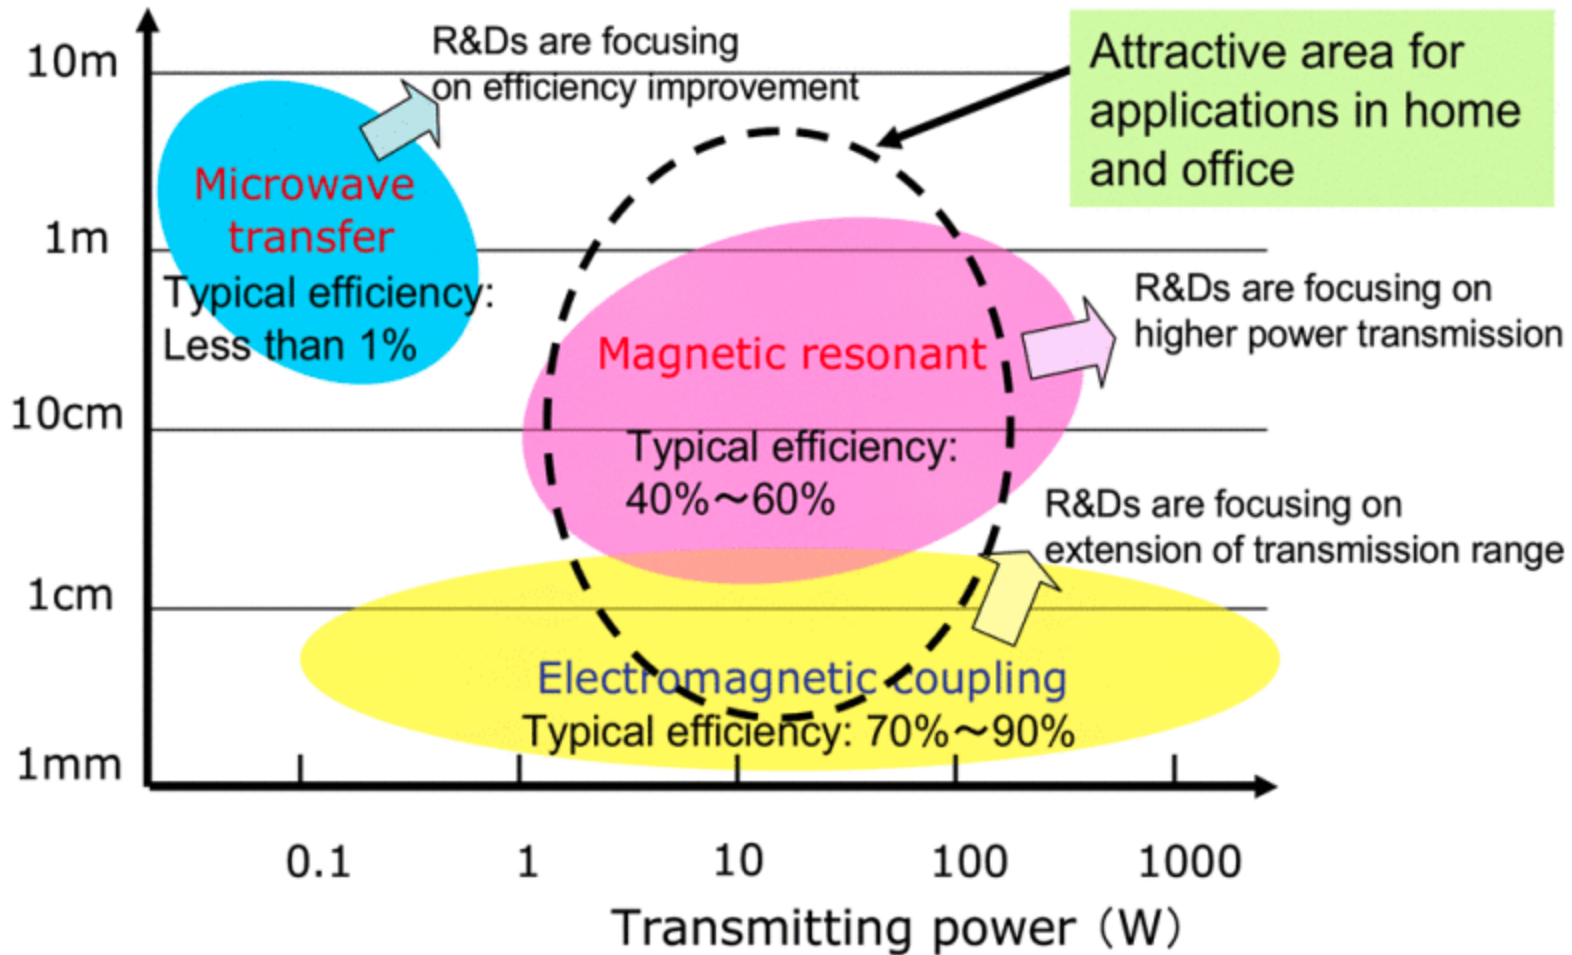 10m
1m
10cm
1cm
1mm
R&Ds are focusing
on efficiency improvement
Attractive area for
applications in home
and office
Microwave
transfer
Typical efficiency:
Less than 1%
R&Ds are focusing on
higher power transmission
Magnetic resonant
Typical efficiency:
40%～60%
R&Ds are focusing on
extension of transmission range
Electromagnetic coupling
Typical efficiency: 70%～90%
0.1 1 10 100 1000
Transmitting power（W）